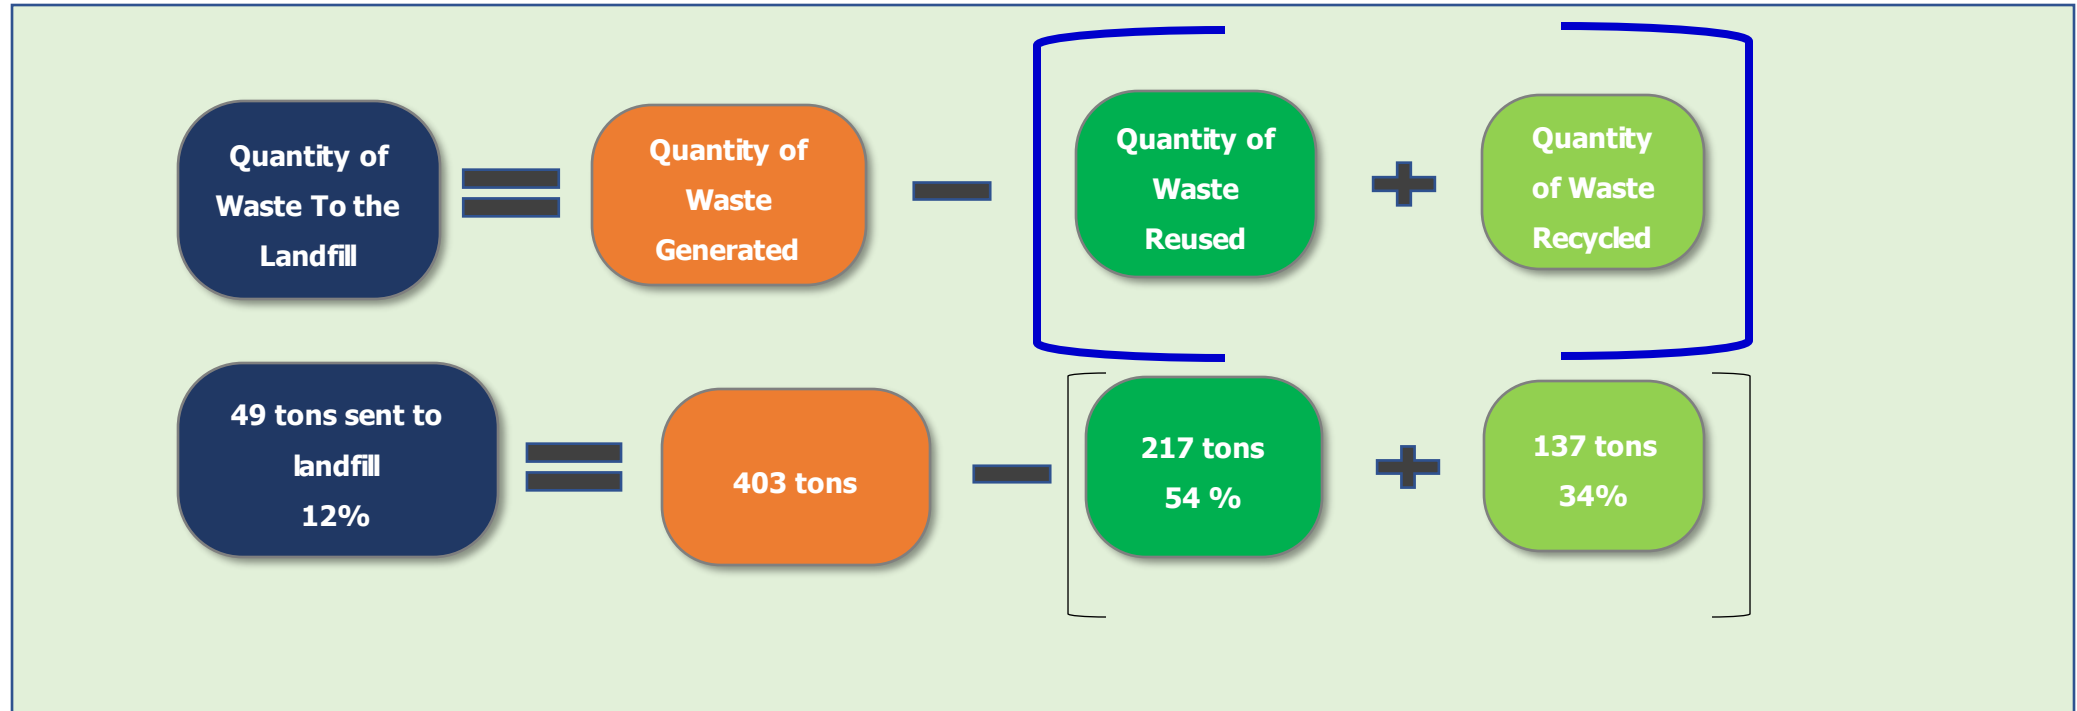 Quantity of
Waste To the
Landfill
Quantity of
Waste
Generated
Quantity of
Waste
Reused
Quantity
of Waste
Recycled
49 tons sent to
landfill
12%
403 tons
217 tons
54 %
137 tons
34%